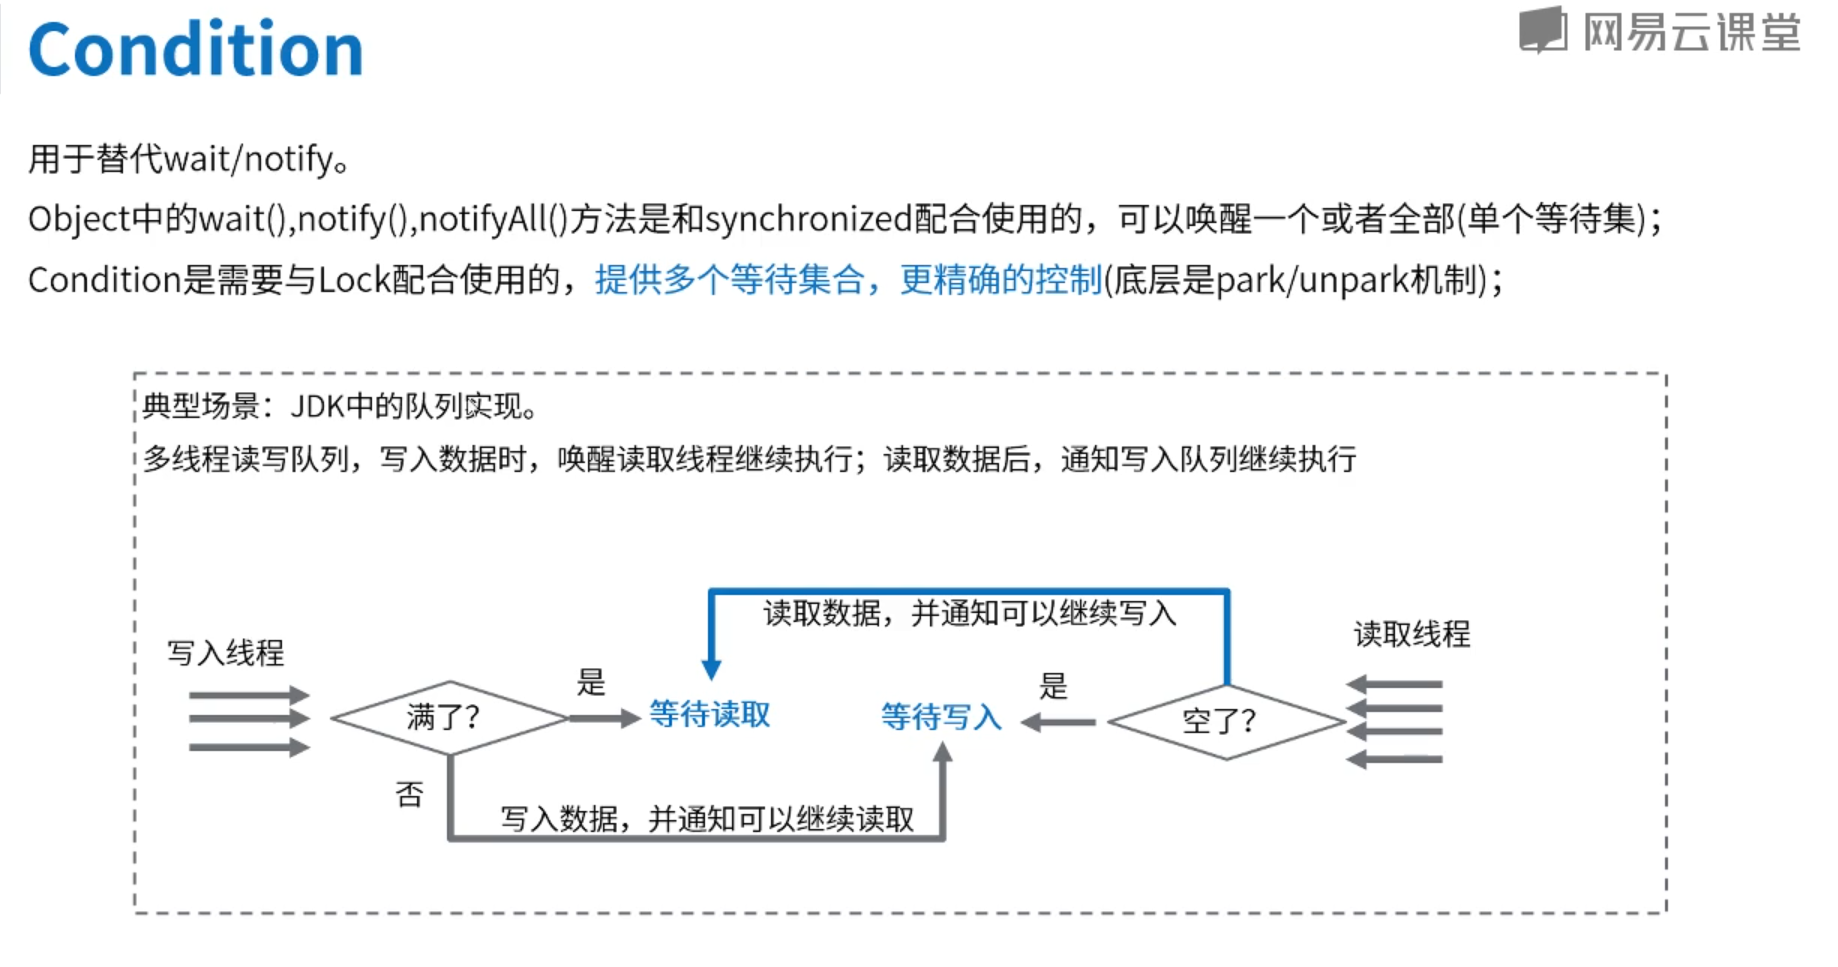 Condition
网易云课堂
用于替代wait/notify。
Object中的wait(),notify(),notifyAll()方法是和synchronized配合使用的，可以唤醒一个或者全部(单个等待集)；
Condition是需要与Lock配合使用的，提供多个等待集合，更精确的控制(底层是park/unpark机制)；
典型场景：JDK中的队列实现。
多线程读写队列，写入数据时，唤醒读取线程继续执行；读取数据后，通知写入队列继续执行
读取数据，并通知可以继续写入
写入线程
读取线程
满了？
是
等待读取
等待写入
是
空了？
否
写入数据，并通知可以继续读取